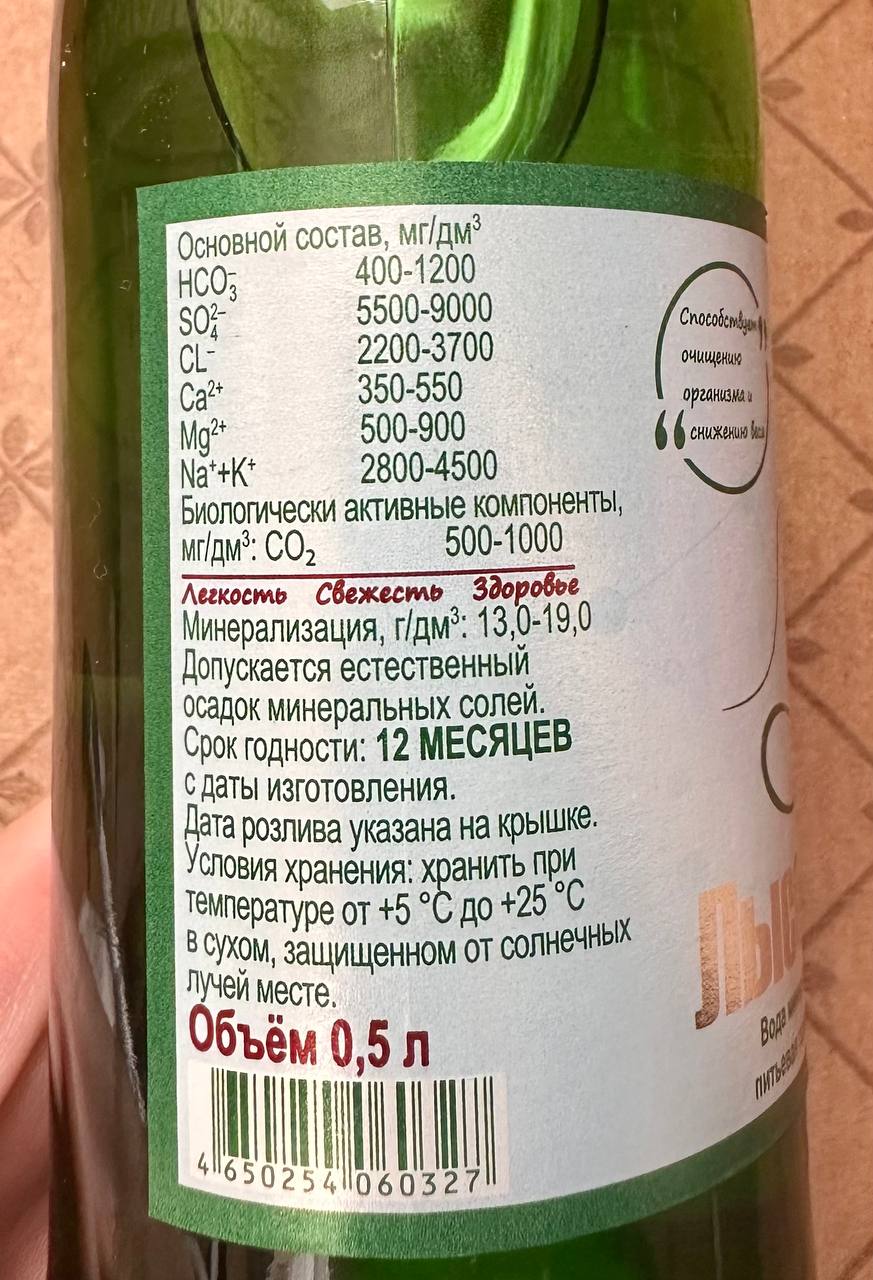 Основной состав, мг/дм³
HCO₃⁻ 400-1200
SO₄²⁻ 5500-9000
CL⁻ 2200-3700
Ca²⁺ 350-550
Mg²⁺ 500-900
Na⁺+K⁺ 2800-4500
Биологически активные компоненты,
мг/дм³: CO₂ 500-1000
Легкость Свежесть Здоровье
Минерализация, г/дм³: 13,0-19,0
Допускается естественный
осадок минеральных солей.
Срок годности: 12 МЕСЯЦЕВ
с даты изготовления.
Дата розлива указана на крышке.
Условия хранения: хранить при
температуре от +5 °C до +25 °C
в сухом, защищенном от солнечных
лучей месте.
Объём 0,5 л
4 650254 060327
Способствует
очищению
организма и
снижению веса
Вода